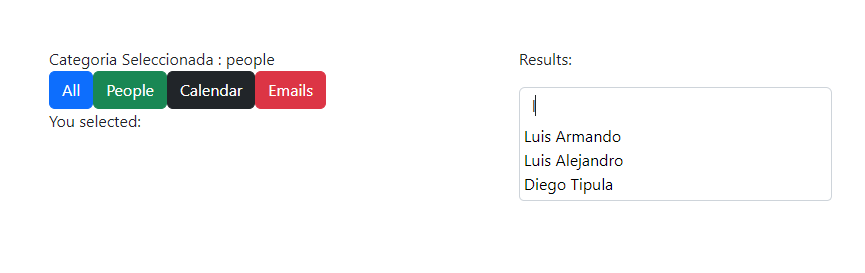 Categoria Seleccionada : people
All People Calendar Emails
You selected:
Results:
l
Luis Armando
Luis Alejandro
Diego Tipula